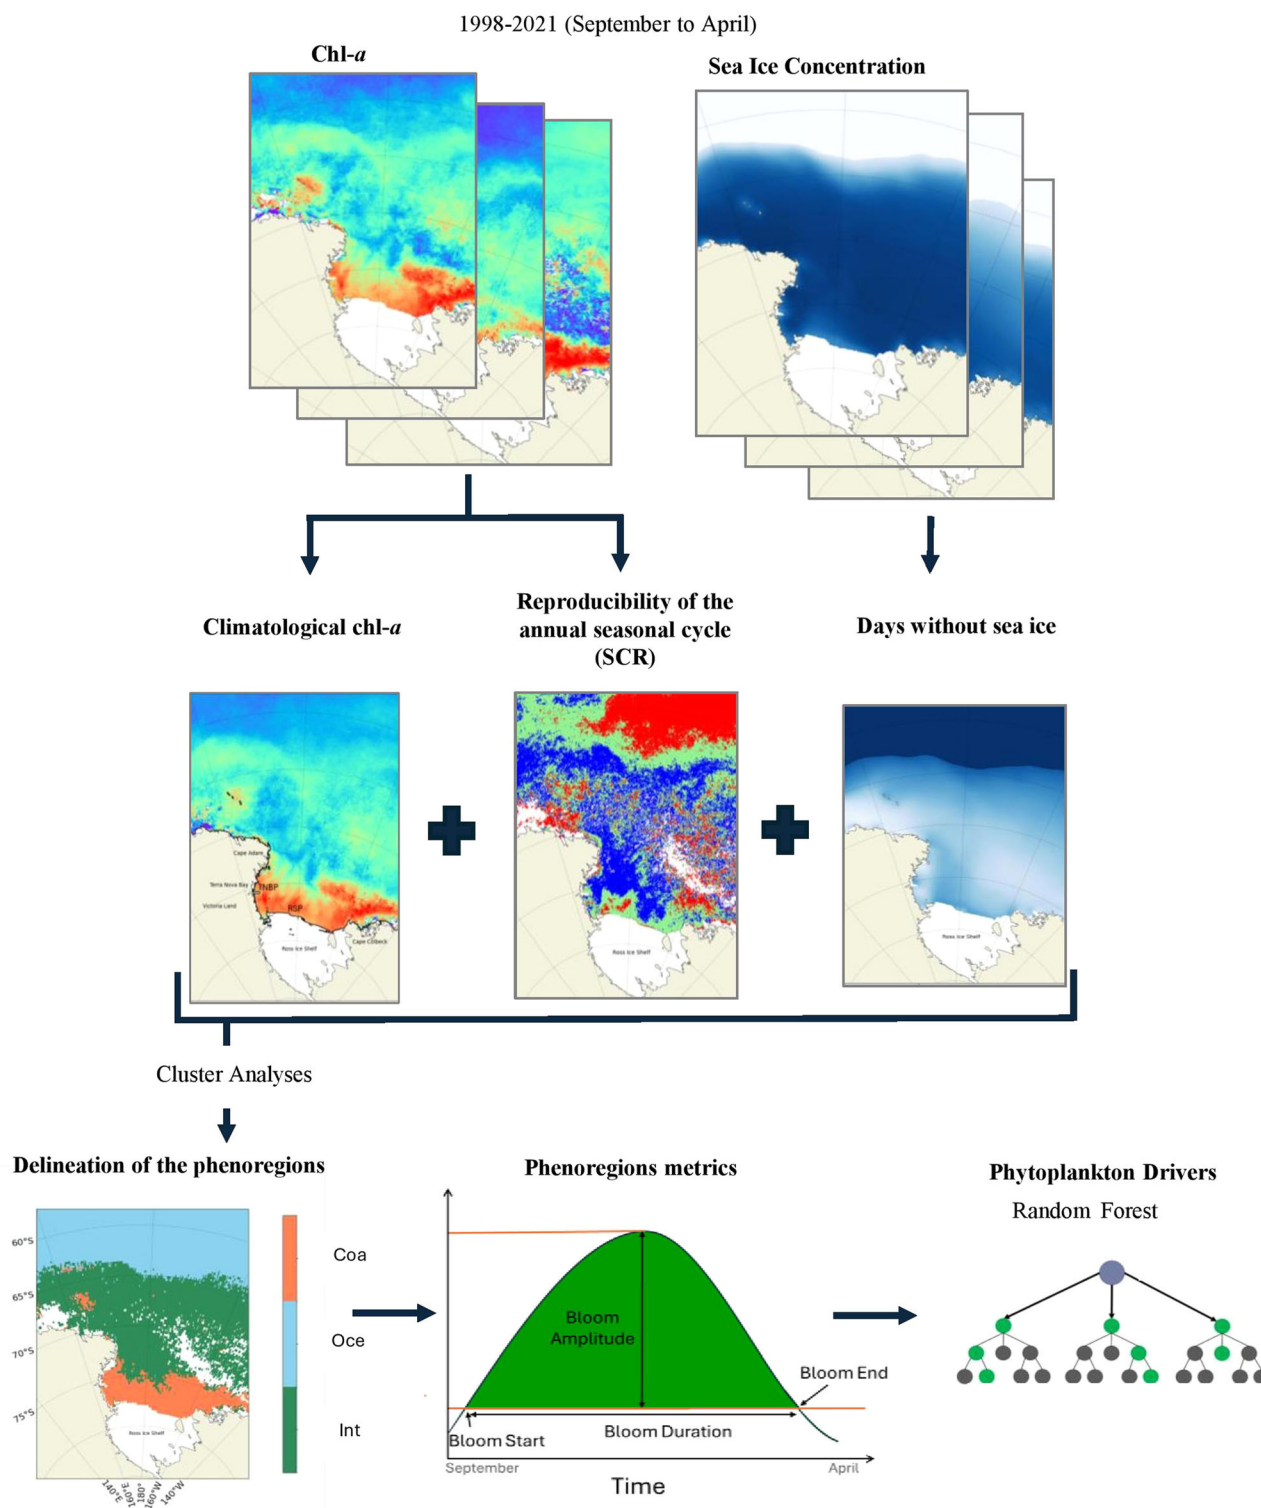 1998-2021 (September to April)
Chl-a
Sea Ice Concentration
Climatological chl-a
Reproducibility of the
annual seasonal cycle
(SCR)
Days without sea ice
Cape Adare
Terra Nova Bay
TNBP
Victoria Land
RSP
Cape Colbeck
Ross Ice Shelf
Ross Ice Shelf
Ross Ice Shelf
Cluster Analyses
Delineation of the phenoregions
60°S
65°S
70°S
75°S
140°E
160°E
180°
160°W
140°W
Ross Ice Shelf
Coa
Oce
Int
Phenoregions metrics
Bloom
Amplitude
Bloom End
Bloom Start
Bloom Duration
September
April
Time
Phytoplankton Drivers
Random Forest